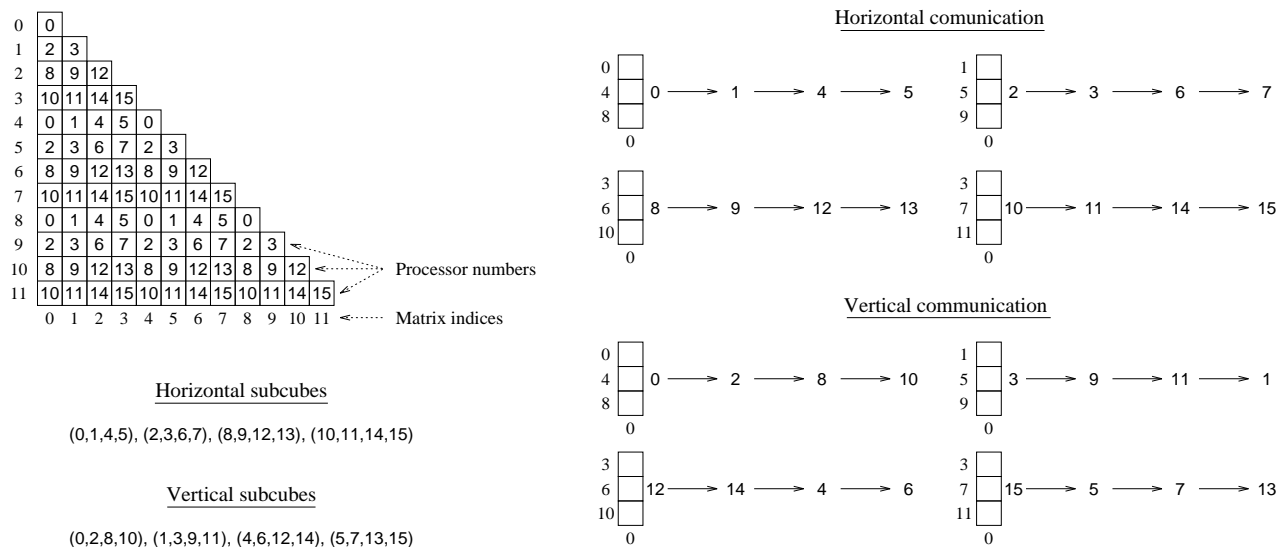 0 0
1 2 3
2 8 9 12
3 10 11 14 15
4 0 1 4 5 0
5 2 3 6 7 2 3
6 8 9 12 13 8 9 12
7 10 11 14 15 10 11 14 15
8 0 1 4 5 0 1 4 5 0
9 2 3 6 7 2 3 6 7 2 3
10 8 9 12 13 8 9 12 13 8 9 12
11 10 11 14 15 10 11 14 15 10 11 14 15
0 1 2 3 4 5 6 7 8 9 10 11
Processor numbers
Matrix indices
Horizontal subcubes
(0,1,4,5), (2,3,6,7), (8,9,12,13), (10,11,14,15)
Vertical subcubes
(0,2,8,10), (1,3,9,11), (4,6,12,14), (5,7,13,15)
Horizontal comunication
0
4 0 1 4 5
8
0
1
5 2 3 6 7
9
0
3
6 8 9 12 13
10
0
3
7 10 11 14 15
11
0
Vertical communication
0
4 0 2 8 10
8
0
1
5 3 9 11 1
9
0
3
6 12 14 4 6
10
0
3
7 15 5 7 13
11
0